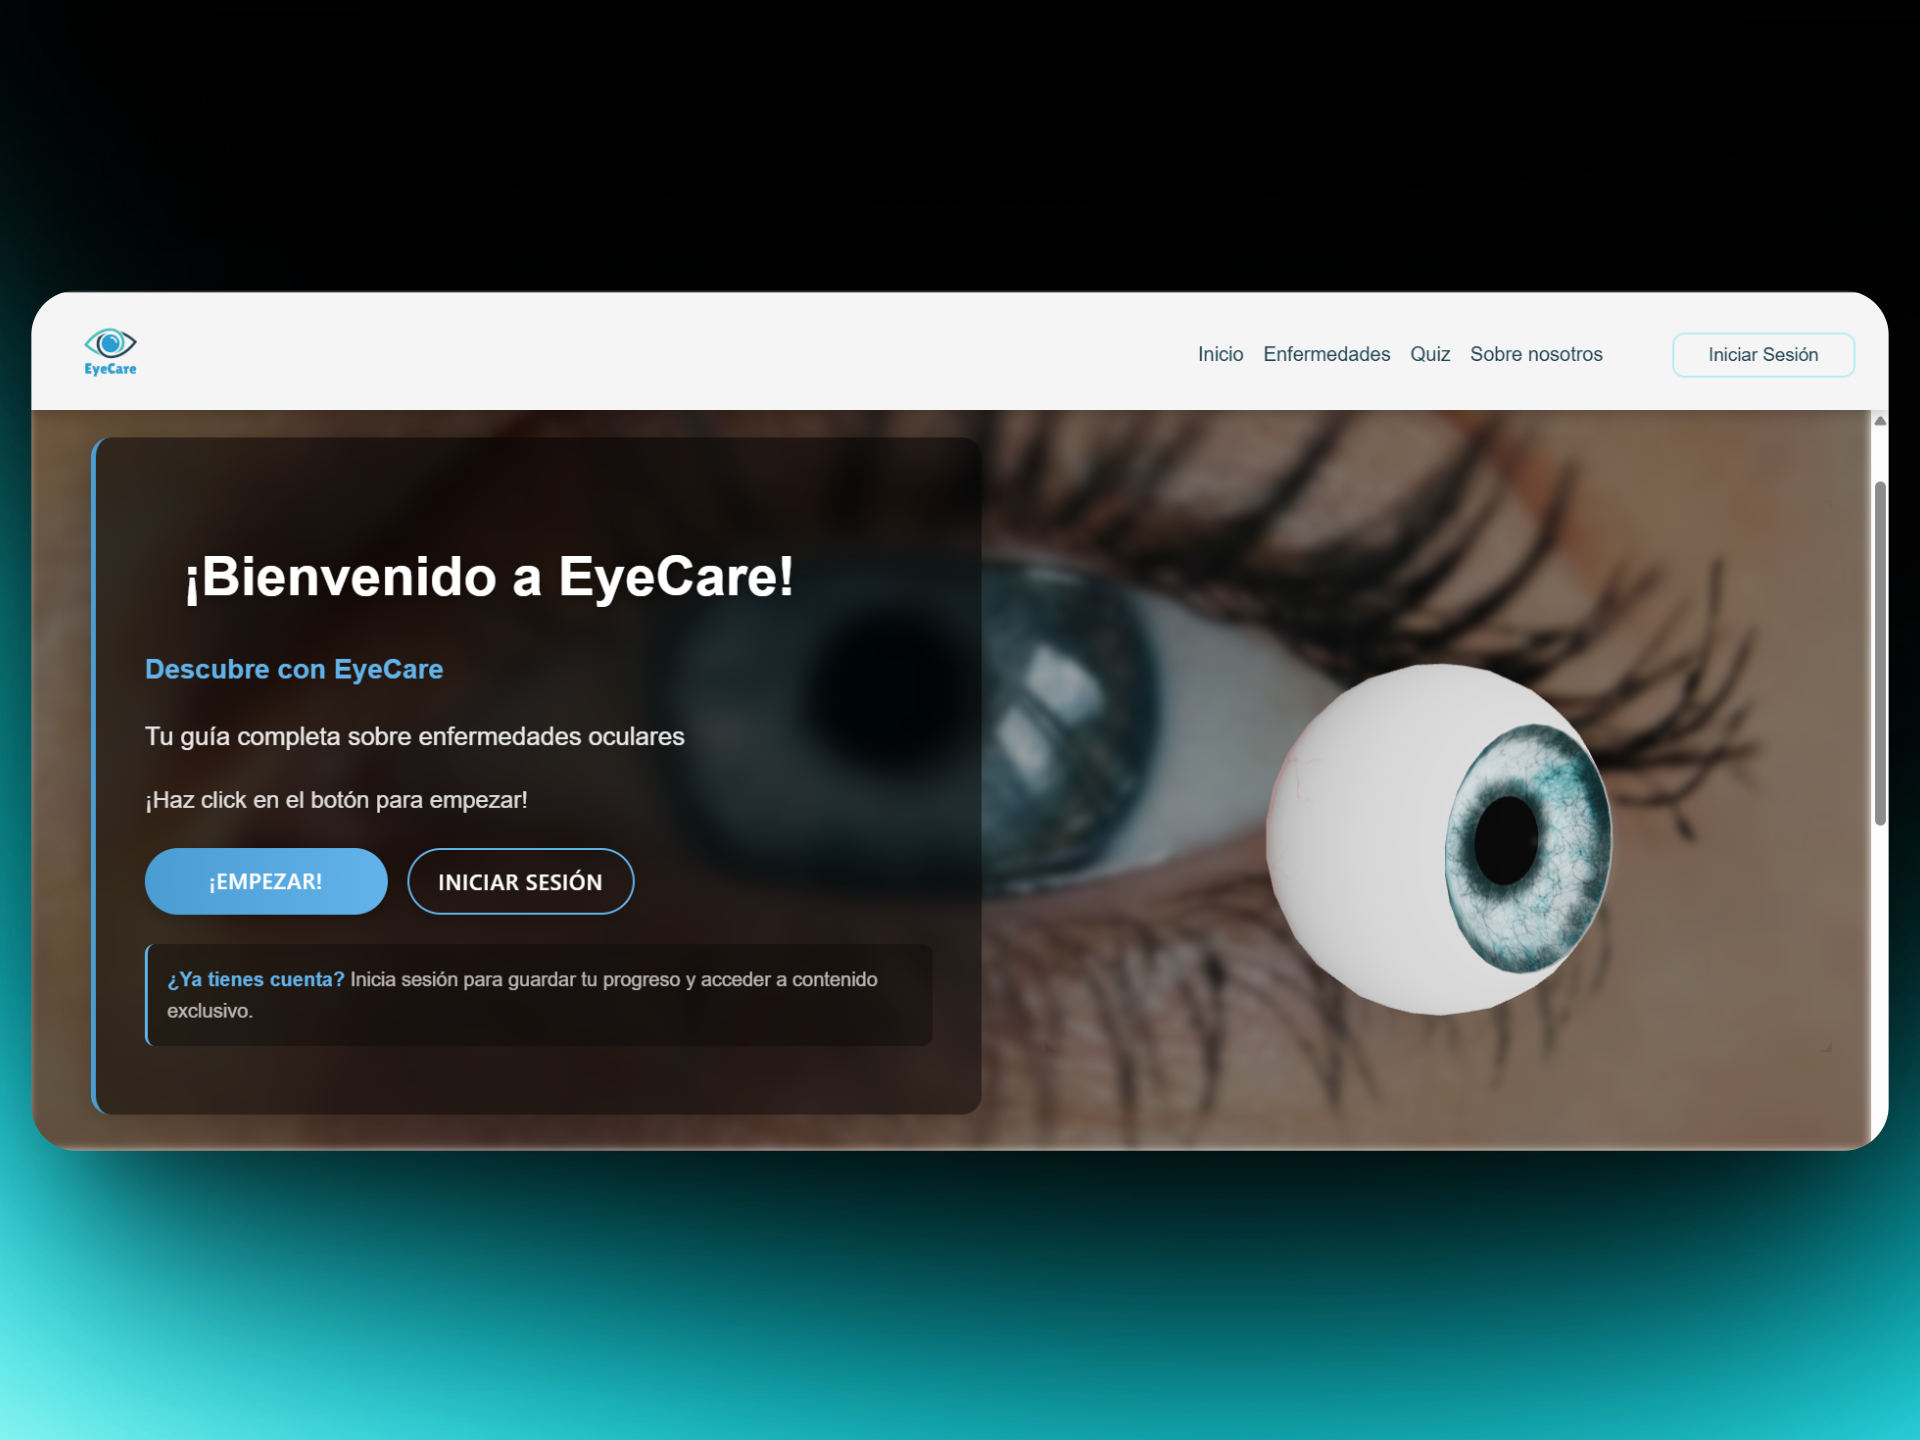 EyeCare
Inicio Enfermedades Quiz Sobre nosotros Iniciar Sesión
¡Bienvenido a EyeCare!
Descubre con EyeCare
Tu guía completa sobre enfermedades oculares
¡Haz click en el botón para empezar!
¡EMPEZAR! INICIAR SESIÓN
¿Ya tienes cuenta? Inicia sesión para guardar tu progreso y acceder a contenido
exclusivo.